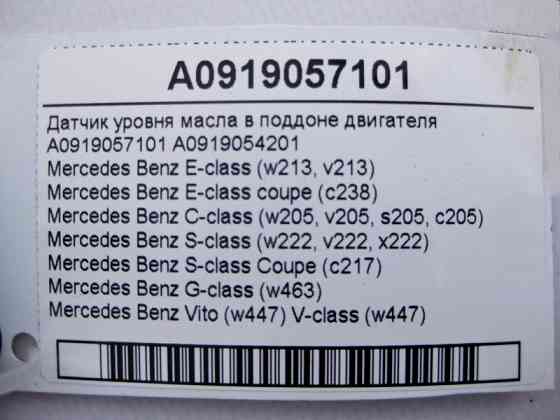 A0919057101
Датчик уровня масла в поддоне двигателя
A0919057101 A0919054201
Mercedes Benz E-class (w213, v213)
Mercedes Benz E-class coupe (c238)
Mercedes Benz C-class (w205, v205, s205, c205)
Mercedes Benz S-class (w222, v222, x222)
Mercedes Benz S-class Coupe (c217)
Mercedes Benz G-class (w463)
Mercedes Benz Vito (w447) V-class (w447)